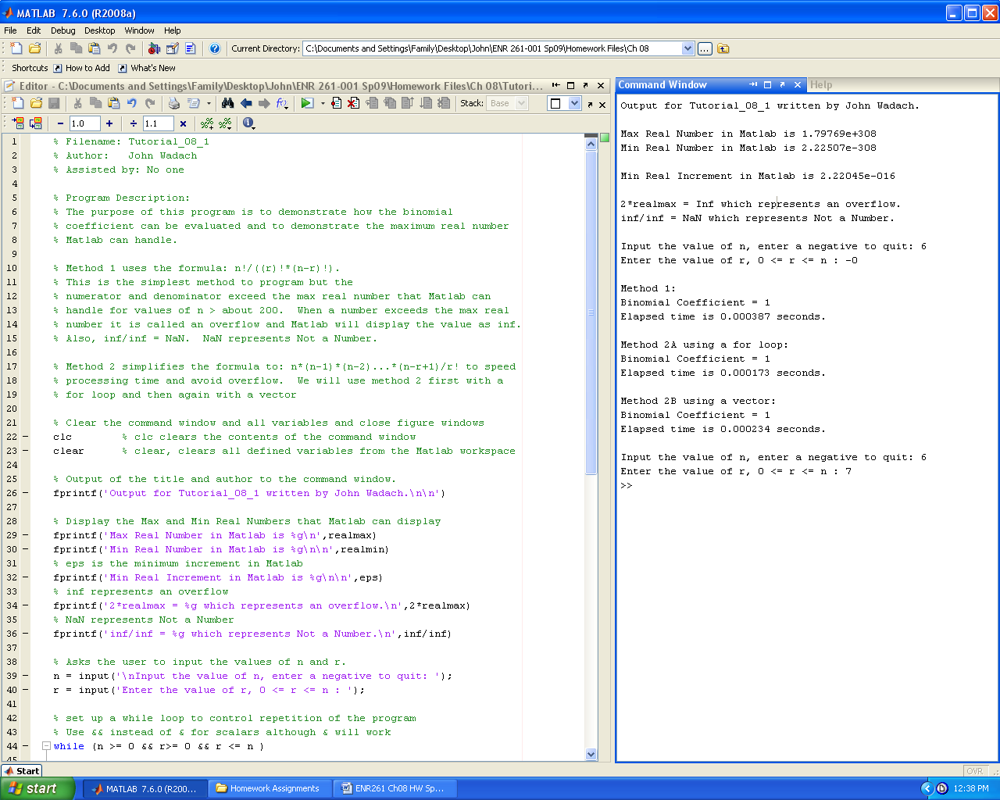 MATLAB 7.6.0 (R2008a)
File Edit Debug Desktop Window Help
Current Directory: C:\Documents and Settings\Family\Desktop\John\ENR 261-001 Sp09\Homework Files\Ch 08 ...
Shortcuts How to Add What's New
Editor - C:\Documents and Settings\Family\Desktop\John\ENR 261-001 Sp09\Homework Files\Ch 08\Tutori...
Stack: Base
- 1.0 + ÷ 1.1 ×
1 % Filename: Tutorial_08_1
2 % Author: John Wadach
3 % Assisted by: No one
4
5 % Program Description:
6 % The purpose of this program is to demonstrate how the binomial
7 % coefficient can be evaluated and to demonstrate the maximum real number
8 % Matlab can handle.
9
10 % Method 1 uses the formula: n!/((r)!*(n-r)!).
11 % This is the simplest method to program but the
12 % numerator and denominator exceed the max real number that Matlab can
13 % handle for values of n > about 200. When a number exceeds the max real
14 % number it is called an overflow and Matlab will display the value as inf.
15 % Also, inf/inf = NaN. NaN represents Not a Number.
16
17 % Method 2 simplifies the formula to: n*(n-1)*(n-2)...*(n-r+1)/r! to speed
18 % processing time and avoid overflow. We will use method 2 first with a
19 % for loop and then again with a vector
20
21 % Clear the command window and all variables and close figure windows
22 - clc % clc clears the contents of the command window
23 - clear % clear, clears all defined variables from the Matlab workspace
24
25 % Output of the title and author to the command window.
26 - fprintf('Output for Tutorial_08_1 written by John Wadach.\n\n')
27
28 % Display the Max and Min Real Numbers that Matlab can display
29 - fprintf('Max Real Number in Matlab is %g\n',realmax)
30 - fprintf('Min Real Number in Matlab is %g\n\n',realmin)
31 % eps is the minimum increment in Matlab
32 - fprintf('Min Real Increment in Matlab is %g\n\n',eps)
33 % inf represents an overflow
34 - fprintf('2*realmax = %g which represents an overflow.\n',2*realmax)
35 % NaN represents Not a Number
36 - fprintf('inf/inf = %g which represents Not a Number.\n',inf/inf)
37
38 % Asks the user to input the values of n and r.
39 - n = input('\nInput the value of n, enter a negative to quit: ');
40 - r = input('Enter the value of r, 0 <= r <= n : ');
41
42 % set up a while loop to control repetition of the program
43 % Use && instead of & for scalars although & will work
44 - while (n >= 0 && r>= 0 && r <= n )
45
Command Window Help
Output for Tutorial_08_1 written by John Wadach.
Max Real Number in Matlab is 1.79769e+308
Min Real Number in Matlab is 2.22507e-308
Min Real Increment in Matlab is 2.22045e-016
2*realmax = Inf which represents an overflow.
inf/inf = NaN which represents Not a Number.
Input the value of n, enter a negative to quit: 6
Enter the value of r, 0 <= r <= n : -0
Method 1:
Binomial Coefficient = 1
Elapsed time is 0.000387 seconds.
Method 2A using a for loop:
Binomial Coefficient = 1
Elapsed time is 0.000173 seconds.
Method 2B using a vector:
Binomial Coefficient = 1
Elapsed time is 0.000234 seconds.
Input the value of n, enter a negative to quit: 6
Enter the value of r, 0 <= r <= n : 7
>>
Start OVR
start MATLAB 7.6.0 (R200... Homework Assignments ENR261 Ch08 HW Sp... 12:38 PM